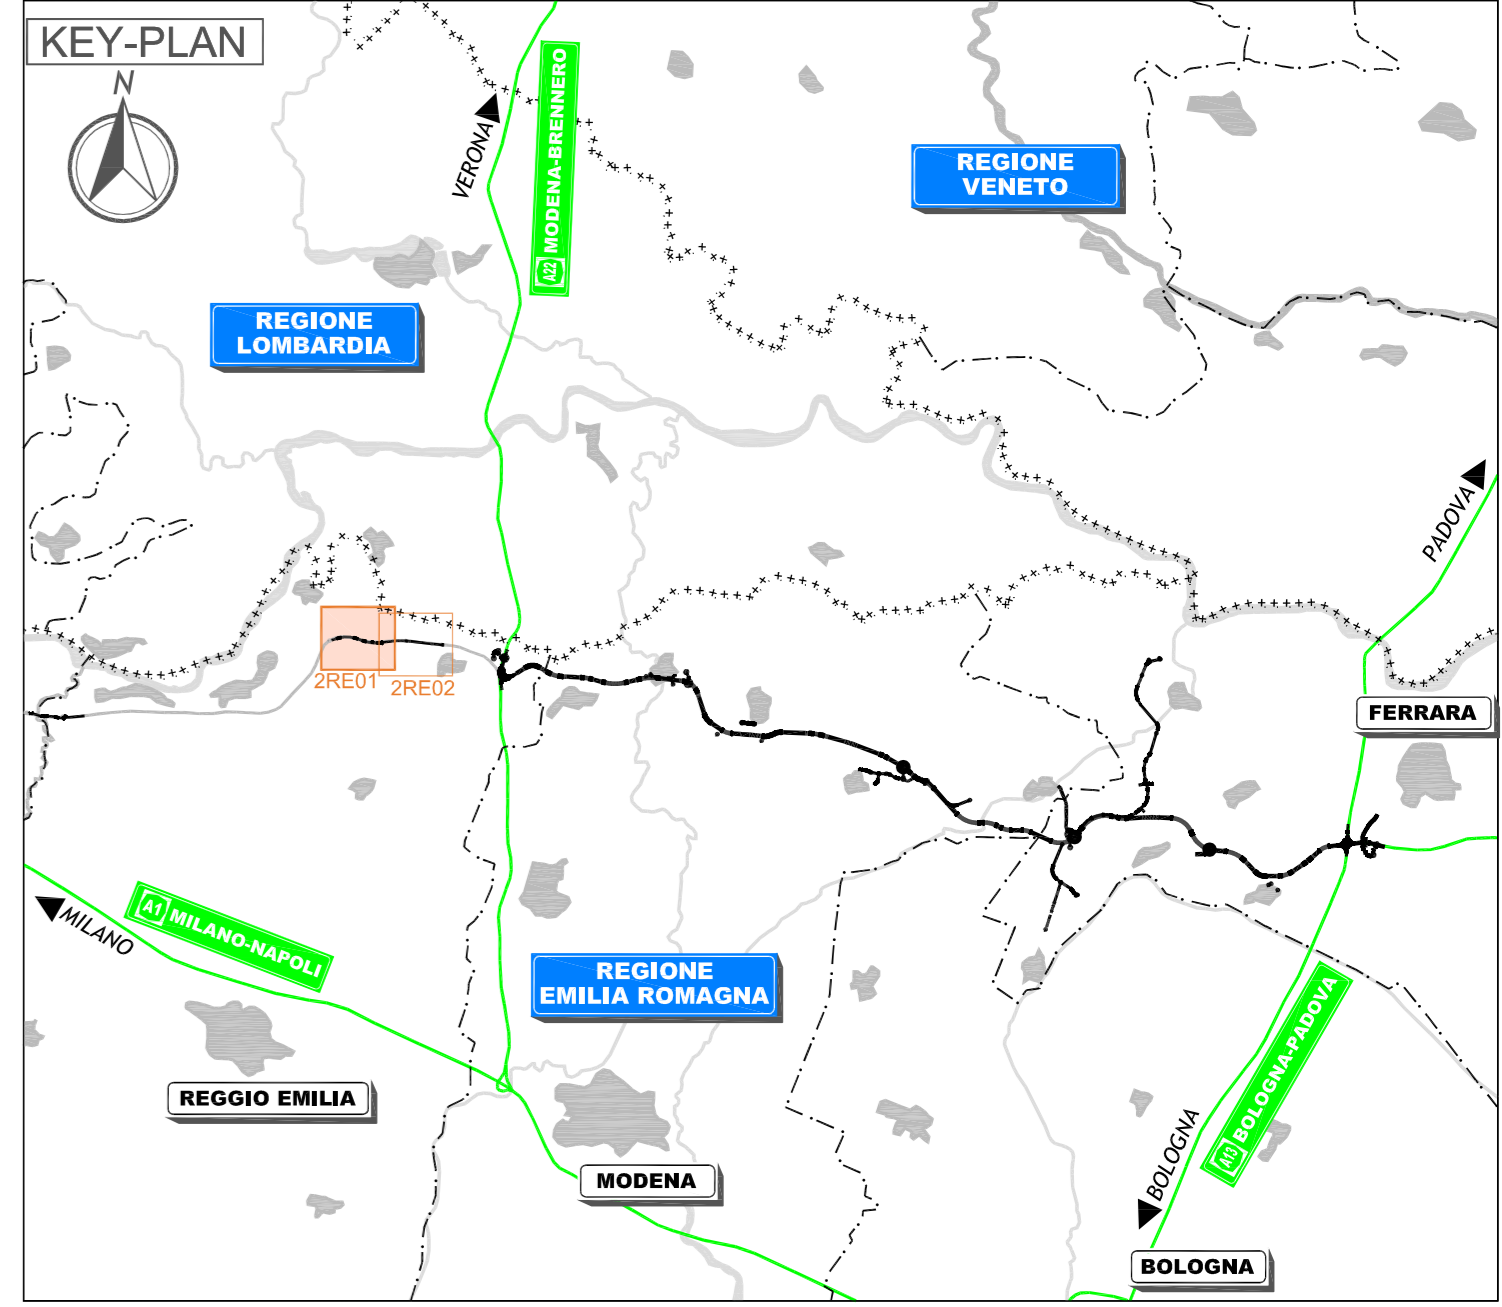 KEY-PLAN
N
VERONA
A22 MODENA-BRENNERO
REGIONE
VENETO
REGIONE
LOMBARDIA
PADOVA
2RE01
2RE02
FERRARA
A1 MILANO-NAPOLI
MILANO
REGIONE
EMILIA ROMAGNA
A13 BOLOGNA-PADOVA
REGGIO EMILIA
BOLOGNA
MODENA
BOLOGNA